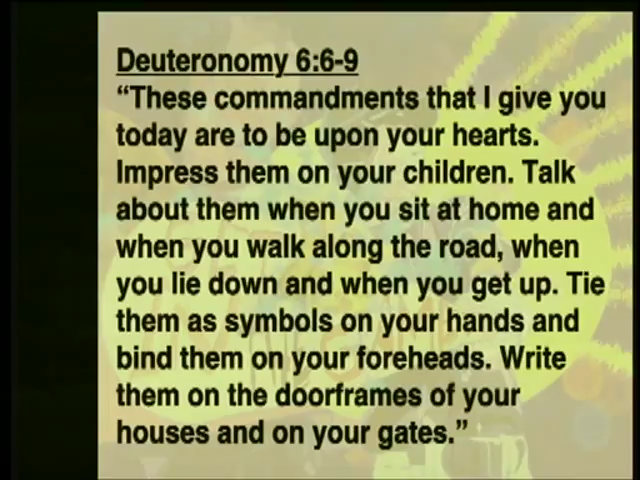 Deuteronomy 6:6-9
“These commandments that I give you
today are to be upon your hearts.
Impress them on your children. Talk
about them when you sit at home and
when you walk along the road, when
you lie down and when you get up. Tie
them as symbols on your hands and
bind them on your foreheads. Write
them on the doorframes of your
houses and on your gates.”